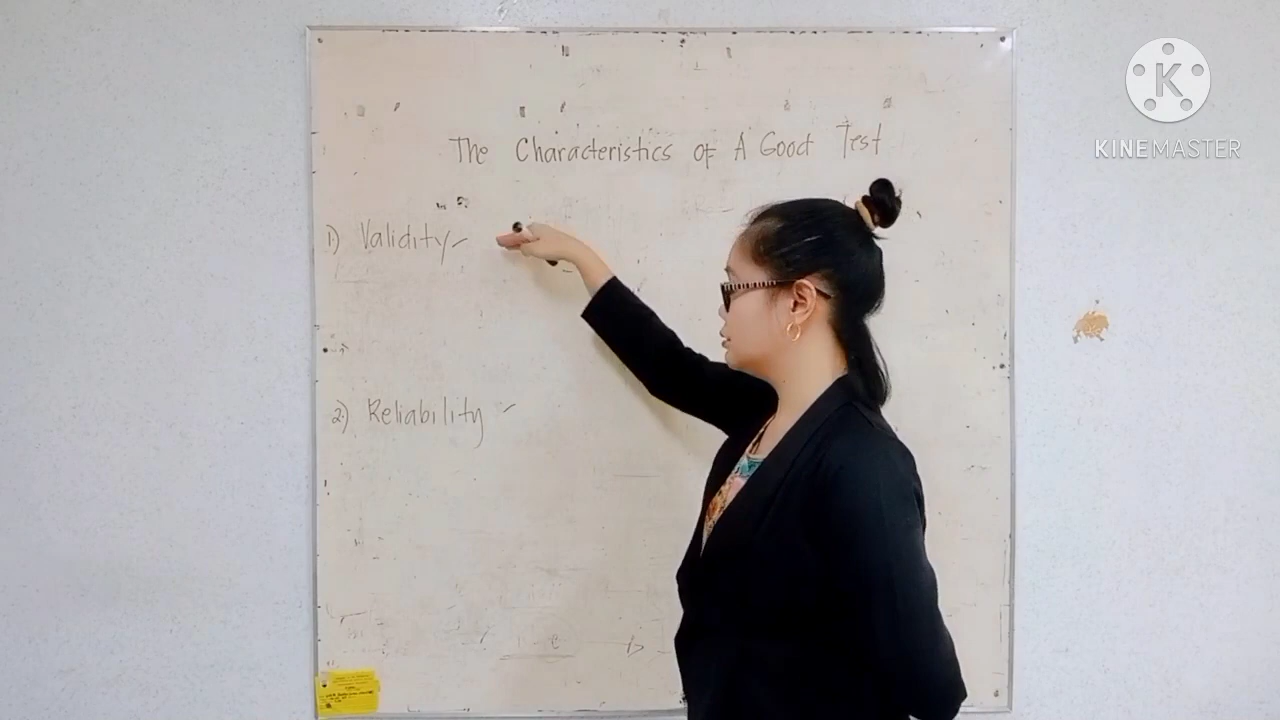 KINEMASTER
The Characteristics of A Good Test
1) Validity -
2.) Reliability -